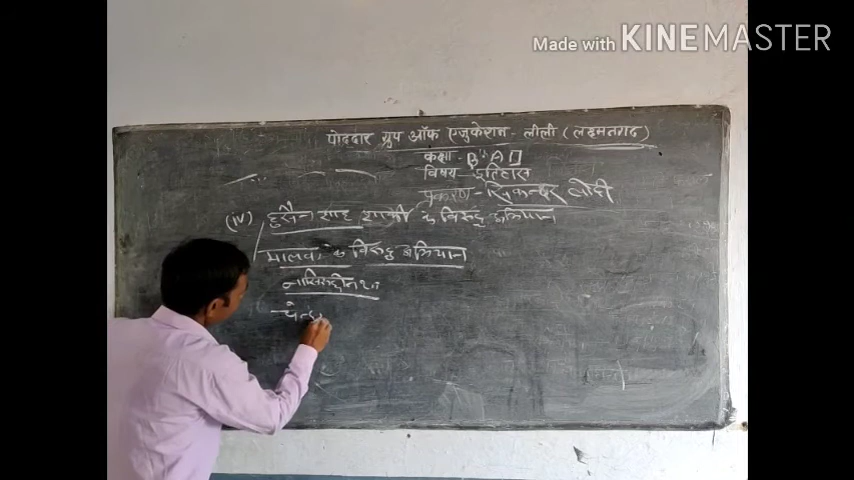 Made with KINEMASTER
पोददार ग्रुप ऑफ एजुकेशन - लीली (लक्ष्मणगढ)
कक्षा - B.A II
विषय - इतिहास
प्रकरण - सिकन्दर लोदी
(iv) हुसैन शाह शर्की के विरुद्ध अभियान
मालवा के विरुद्ध अभियान
नासिरुद्दीन